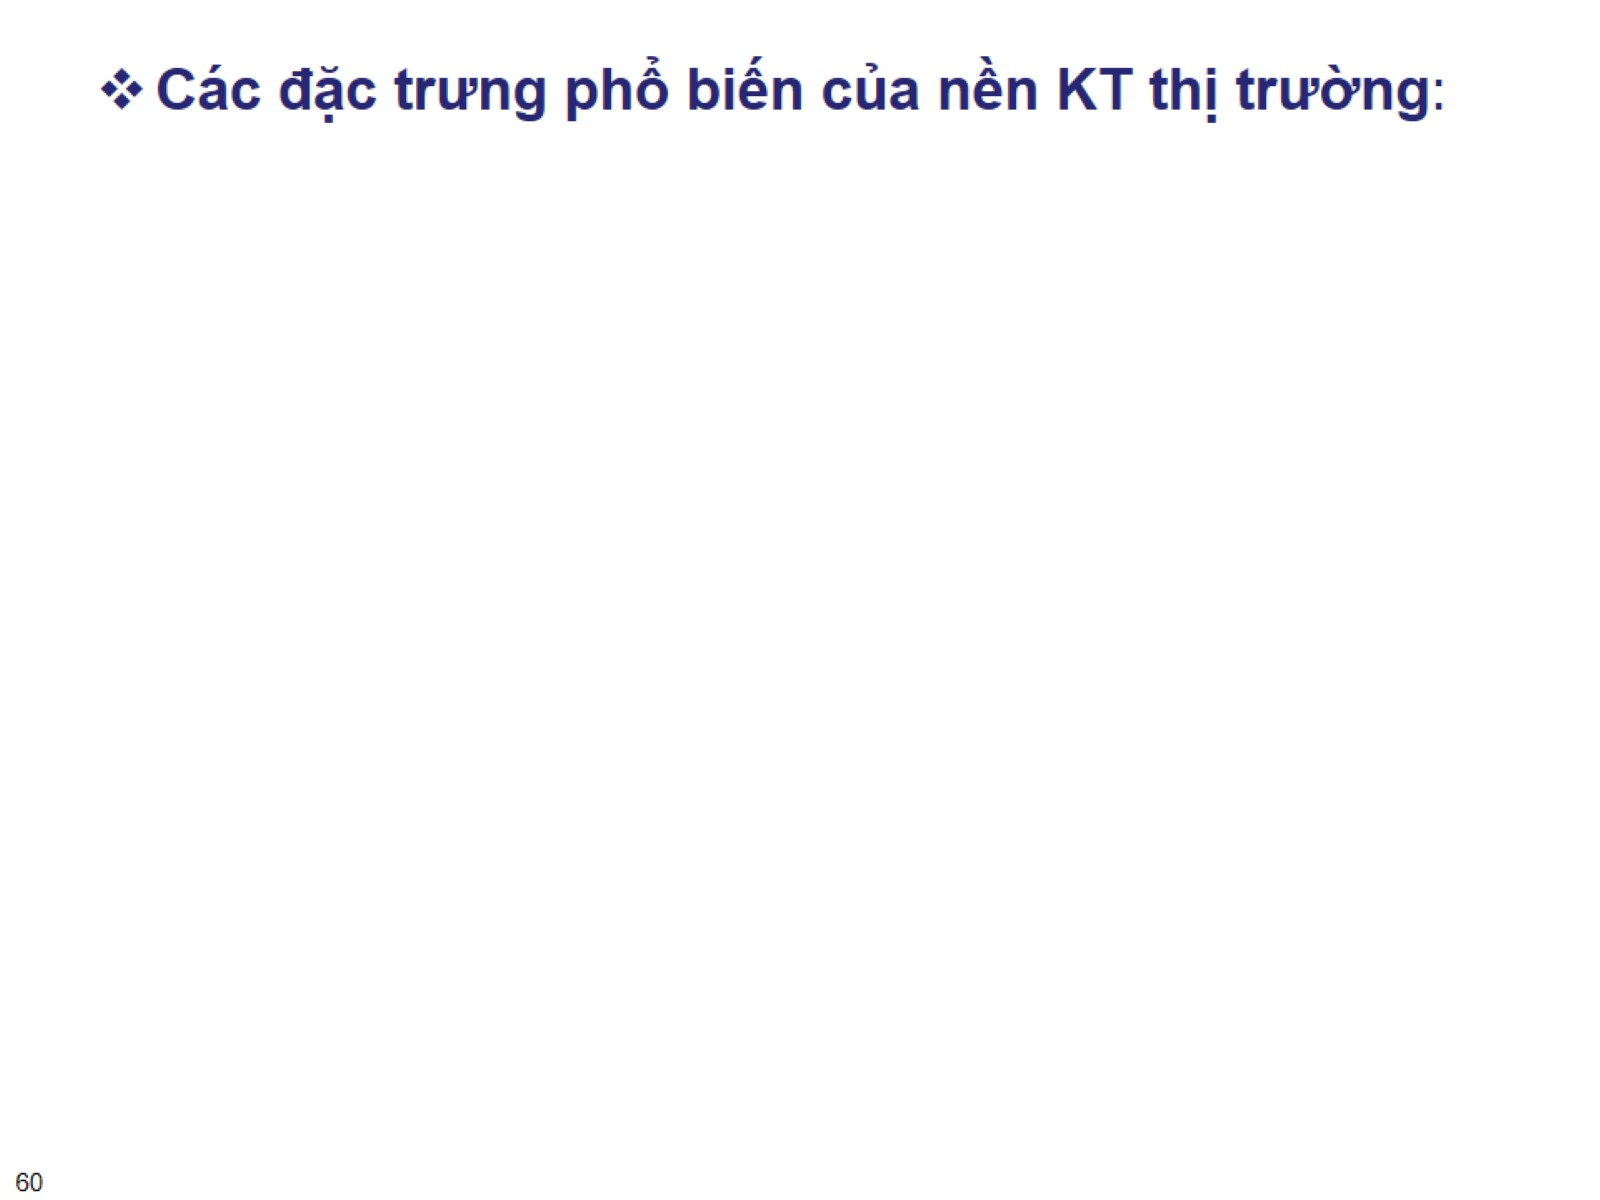 ❖ Các đặc trưng phổ biến của nền KT thị trường:
60